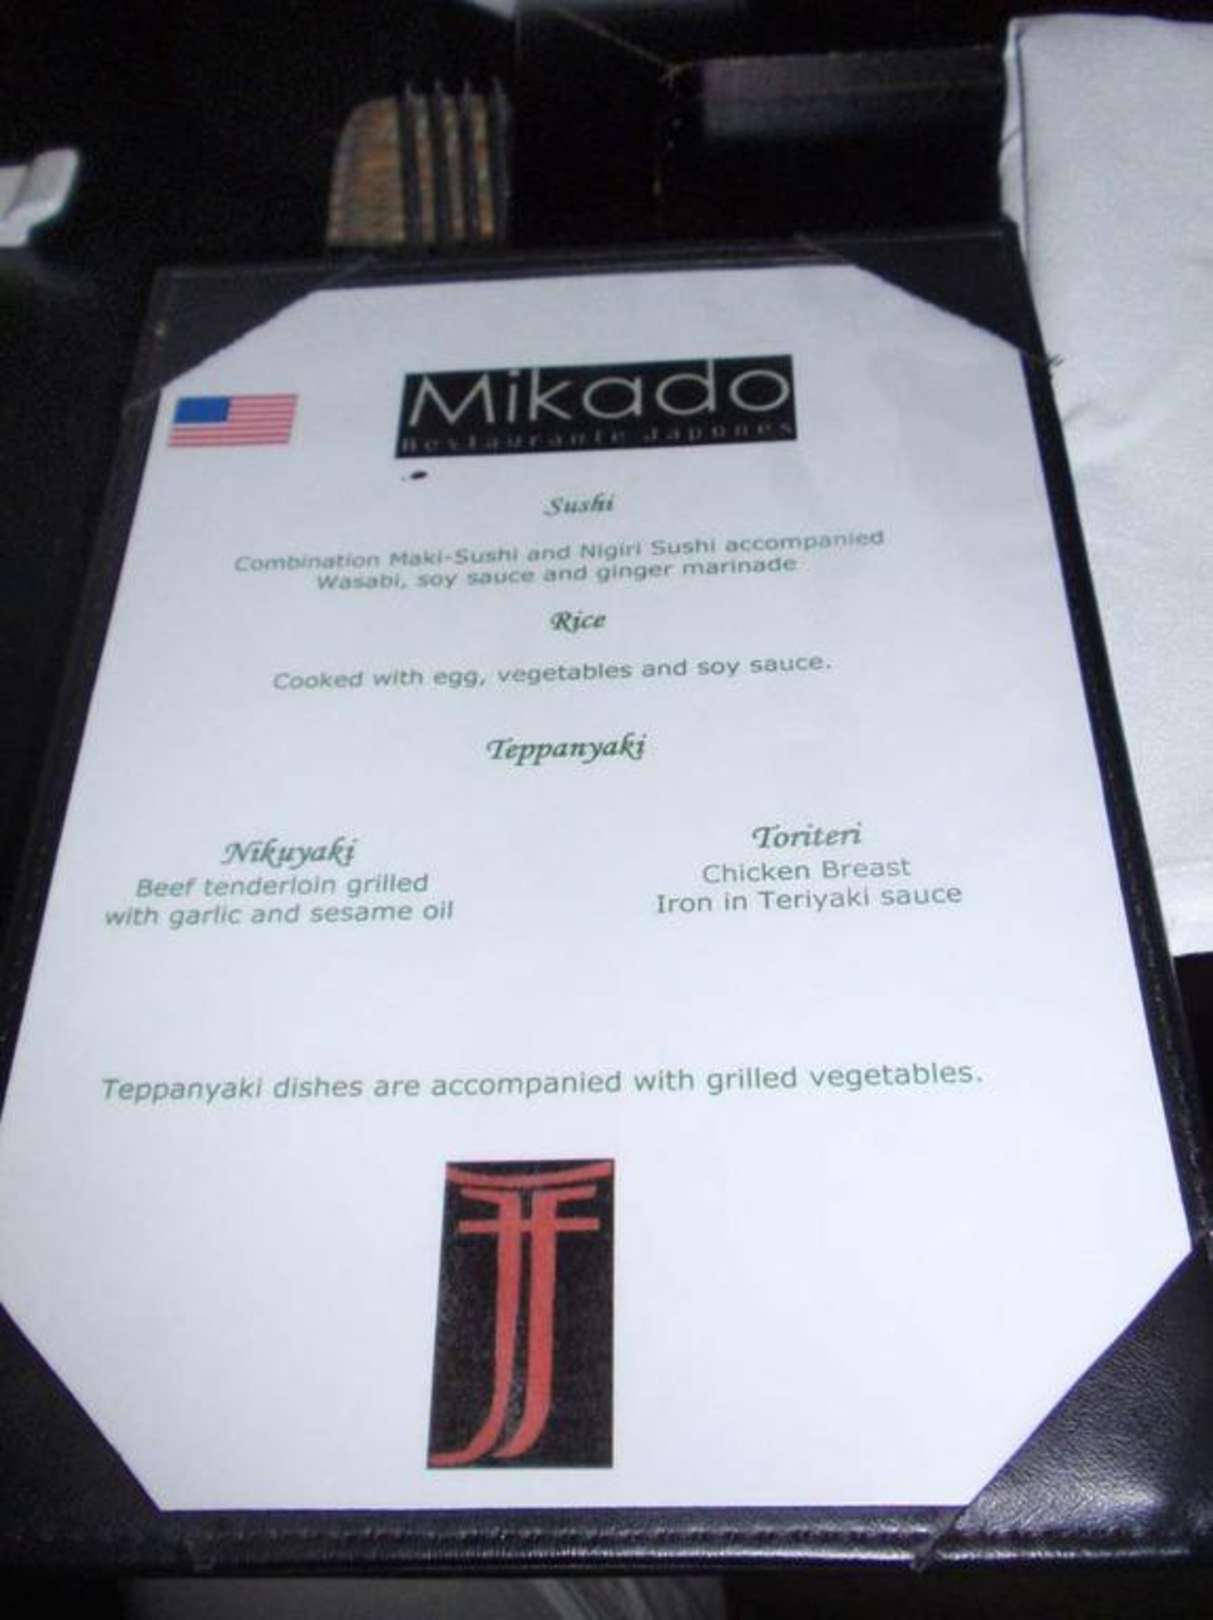 Mikado
Restaurante Japones
Sushi
Combination Maki-Sushi and Nigiri Sushi accompanied
Wasabi, soy sauce and ginger marinade
Rice
Cooked with egg, vegetables and soy sauce.
Teppanyaki
Nikuyaki
Beef tenderloin grilled
with garlic and sesame oil
Toriteri
Chicken Breast
Iron in Teriyaki sauce
Teppanyaki dishes are accompanied with grilled vegetables.